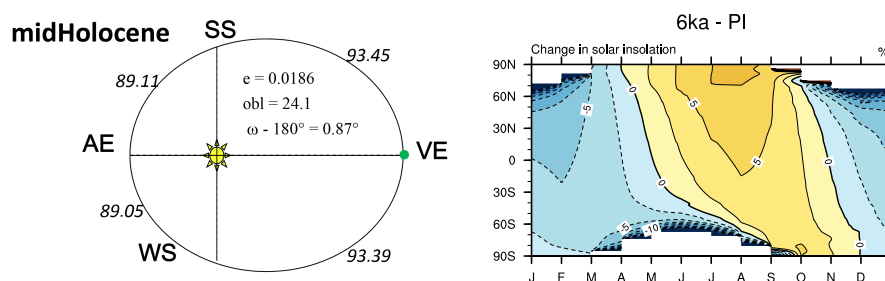 midHolocene
SS
93.45
89.11
e = 0.0186
obl = 24.1
ω - 180° = 0.87°
AE
VE
89.05
WS
93.39
6ka - PI
Change in solar insolation
%
90N
60N
30N
0
30S
60S
90S
-5
0
5
5
0
0
-5
-10
0
J F M A M J J A S O N D